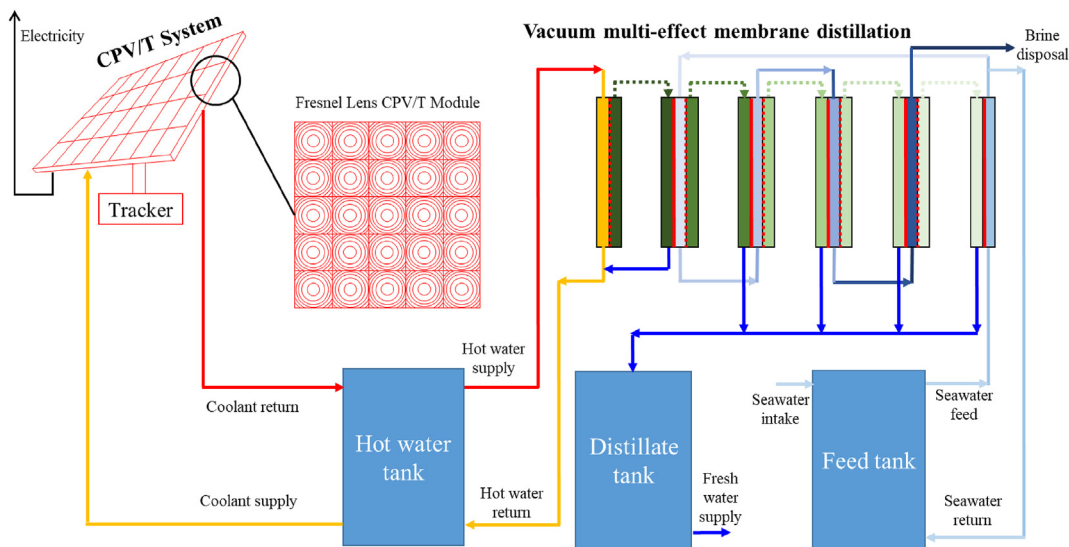 Electricity
CPV/T System
Vacuum multi-effect membrane distillation
Brine
disposal
Fresnel Lens CPV/T Module
Tracker
Hot water
supply
Coolant return
Seawater
intake
Seawater
feed
Hot water
tank
Distillate
tank
Feed tank
Coolant supply
Hot water
return
Fresh
water
supply
Seawater
return